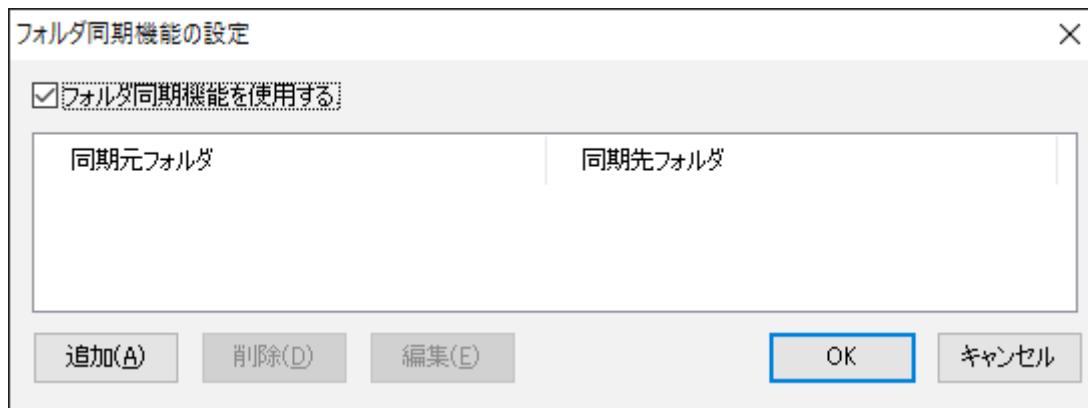 フォルダ同期機能の設定
フォルダ同期機能を使用する
同期元フォルダ 同期先フォルダ
追加(A) 削除(D) 編集(E) OK キャンセル